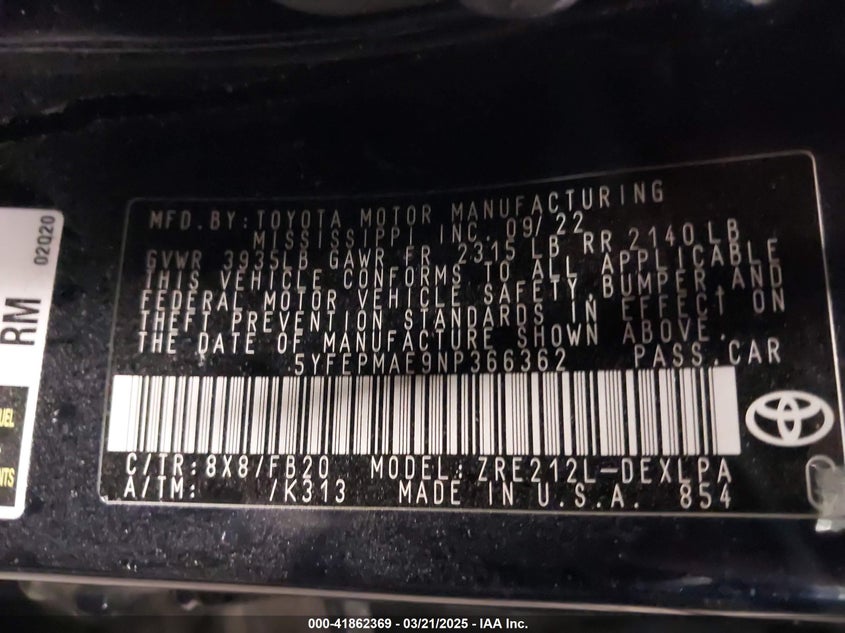 MFD. BY: TOYOTA MOTOR MANUFACTURING
MISSISSIPPI INC. 09/22
GVWR 3935LB GAWR FR 2315 LB RR 2140 LB
THIS VEHICLE CONFORMS TO ALL APPLICABLE
FEDERAL MOTOR VEHICLE SAFETY, BUMPER, AND
THEFT PREVENTION STANDARDS IN EFFECT ON
THE DATE OF MANUFACTURE SHOWN ABOVE.
5YFEPMAE9NP366362 PASS. CAR
C/TR: 8X8/FB20 MODEL: ZRE212L-DEXLPA
A/TM: /K313 MADE IN U.S.A. 854
02020
RM
000-41862369 - 03/21/2025 - IAA Inc.